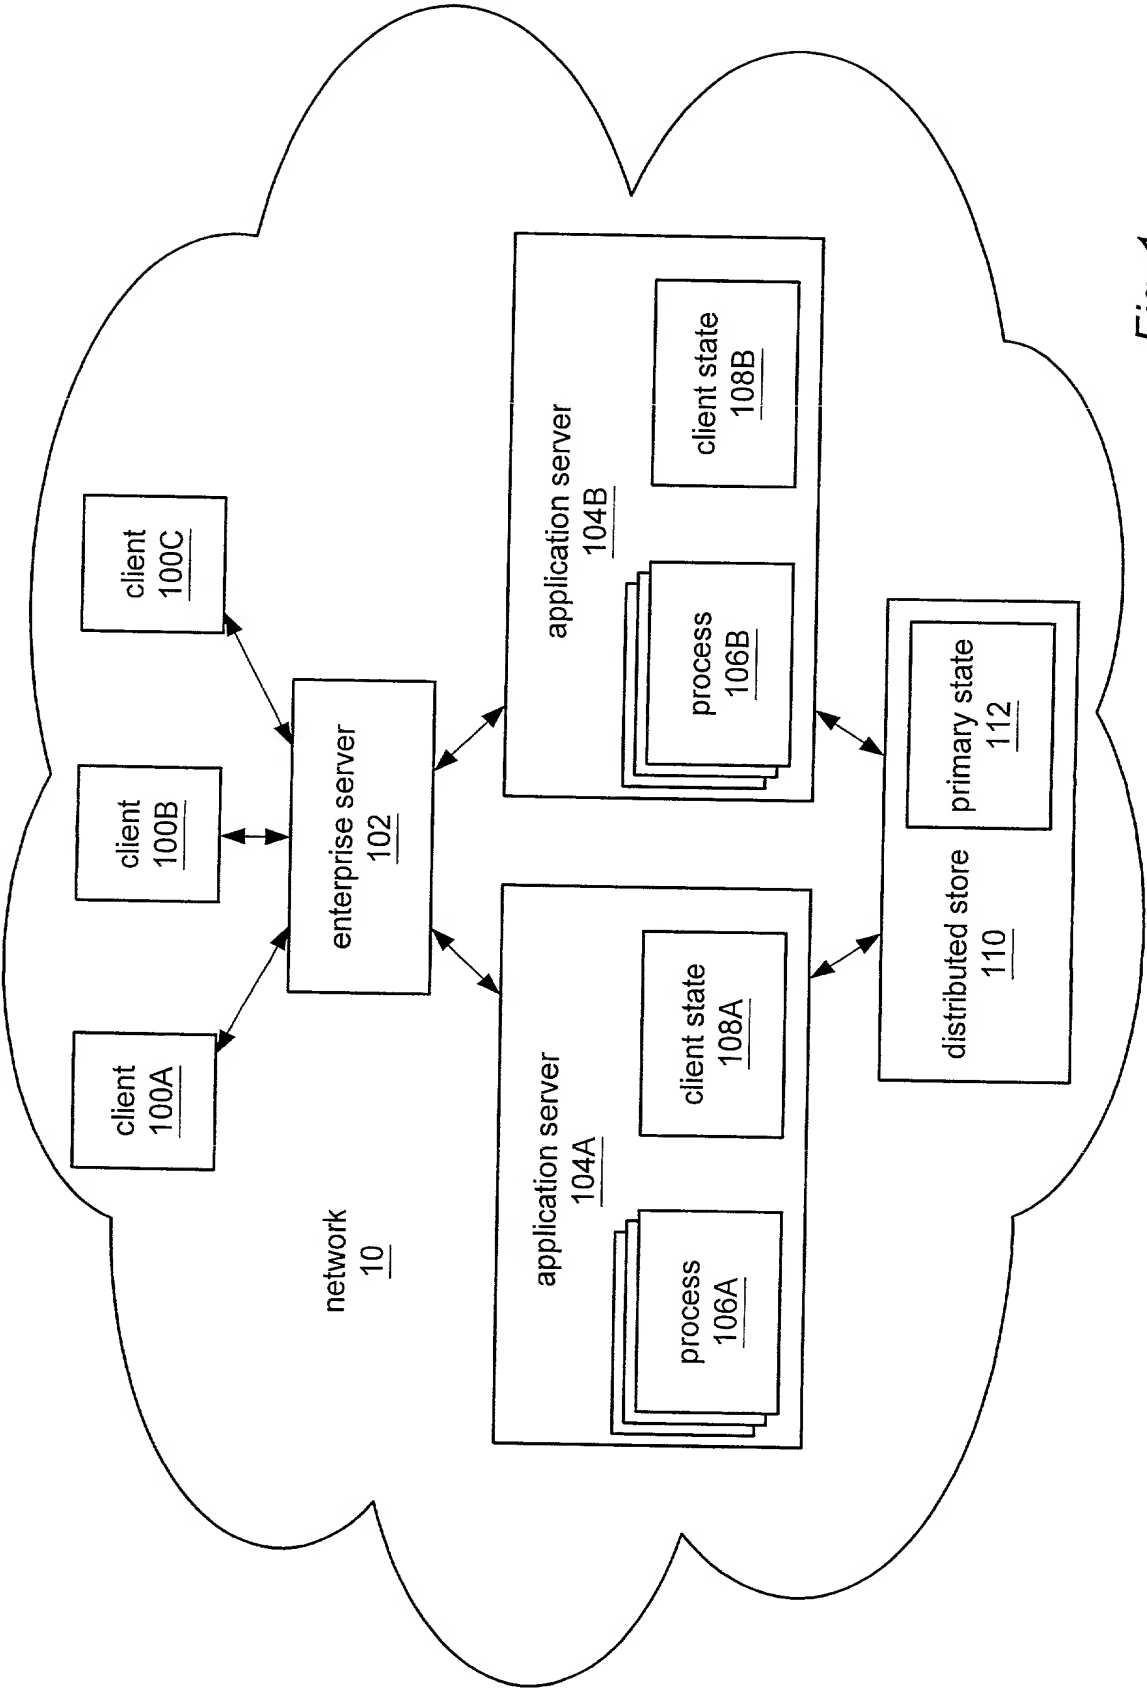 client
100A
client
100B
client
100C
network
10
enterprise server
102
application server
104A
process
106A
client state
108A
application server
104B
process
106B
client state
108B
distributed store
110
primary state
112